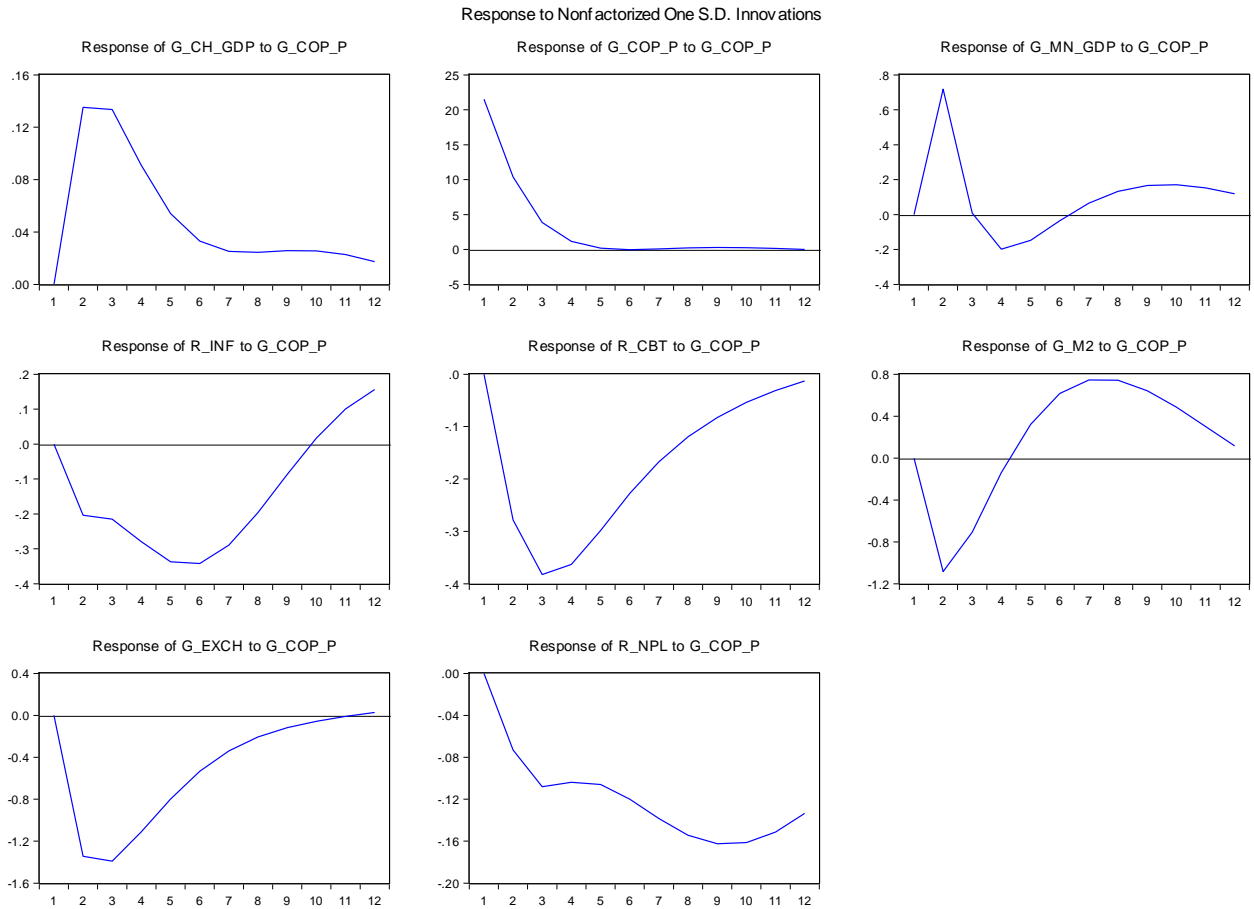 Response to Nonfactorized One S.D. Innovations
Response of G_CH_GDP to G_COP_P
.16
.12
.08
.04
.00
1 2 3 4 5 6 7 8 9 10 11 12
Response of G_COP_P to G_COP_P
25
20
15
10
5
0
-5
1 2 3 4 5 6 7 8 9 10 11 12
Response of G_MN_GDP to G_COP_P
.8
.6
.4
.2
.0
-.2
-.4
1 2 3 4 5 6 7 8 9 10 11 12
Response of R_INF to G_COP_P
.2
.1
.0
-.1
-.2
-.3
-.4
1 2 3 4 5 6 7 8 9 10 11 12
Response of R_CBT to G_COP_P
.0
-.1
-.2
-.3
-.4
1 2 3 4 5 6 7 8 9 10 11 12
Response of G_M2 to G_COP_P
0.8
0.4
0.0
-0.4
-0.8
-1.2
1 2 3 4 5 6 7 8 9 10 11 12
Response of G_EXCH to G_COP_P
0.4
0.0
-0.4
-0.8
-1.2
-1.6
1 2 3 4 5 6 7 8 9 10 11 12
Response of R_NPL to G_COP_P
.00
-.04
-.08
-.12
-.16
-.20
1 2 3 4 5 6 7 8 9 10 11 12